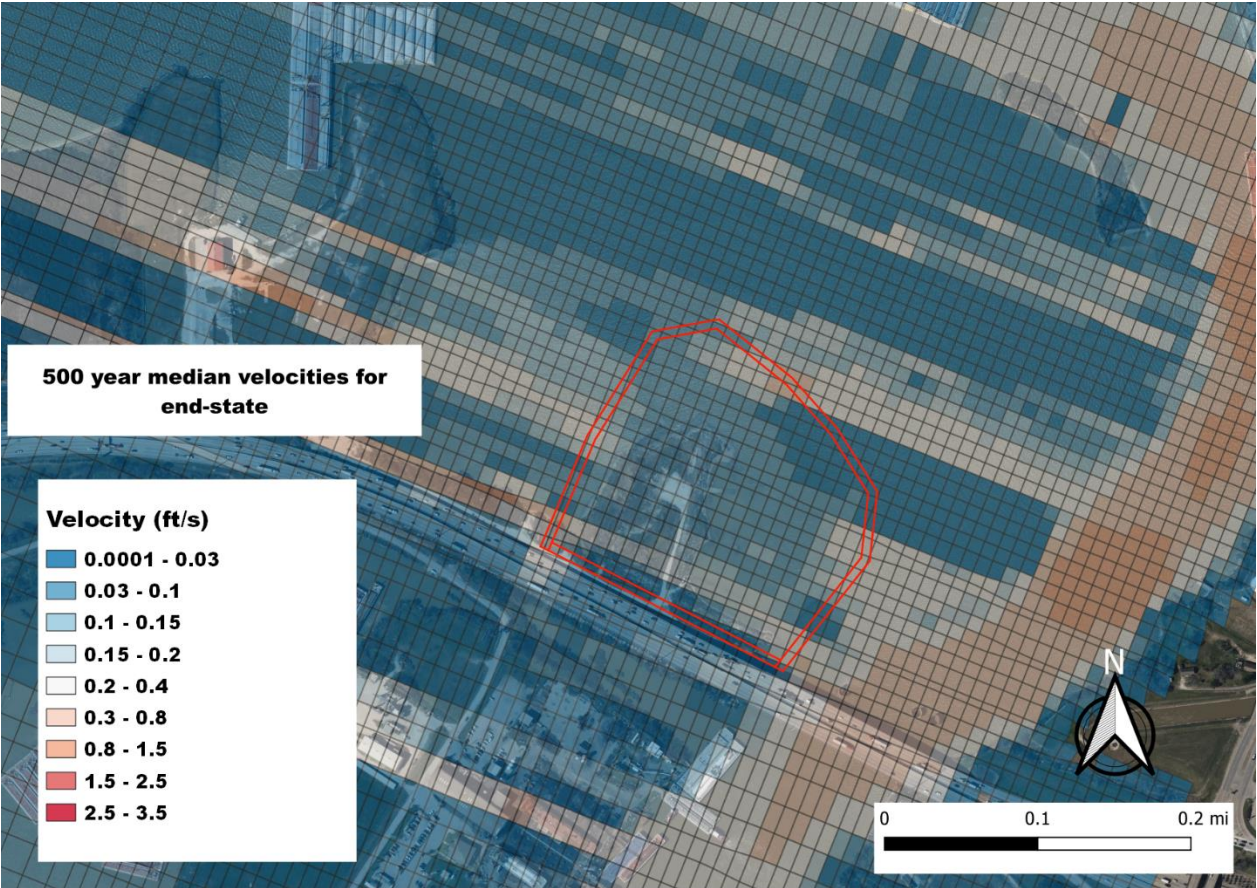 500 year median velocities for
end-state
Velocity (ft/s)
0.0001 - 0.03
0.03 - 0.1
0.1 - 0.15
0.15 - 0.2
0.2 - 0.4
0.3 - 0.8
0.8 - 1.5
1.5 - 2.5
2.5 - 3.5
N
0 0.1 0.2 mi